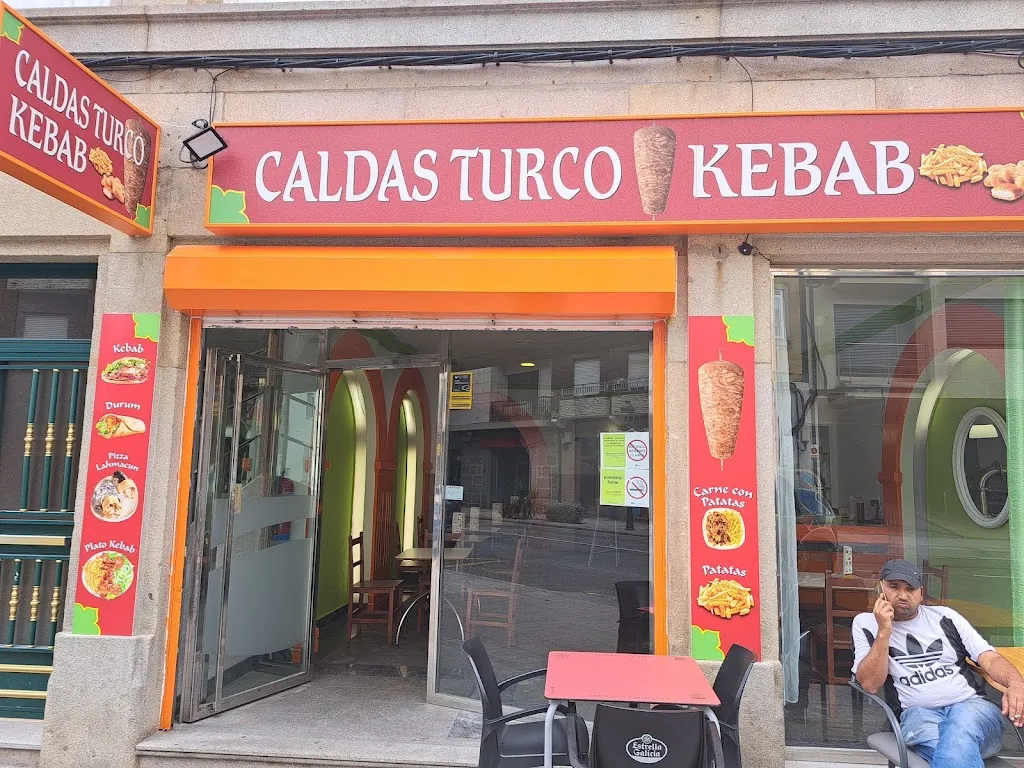 CALDAS TURCO
KEBAB
CALDAS TURCO KEBAB
Kebab
Durum
Pizza
Lahmacun
Plato Kebab
Carne con
Patatas
Patatas
adidas
Estrella
Galicia